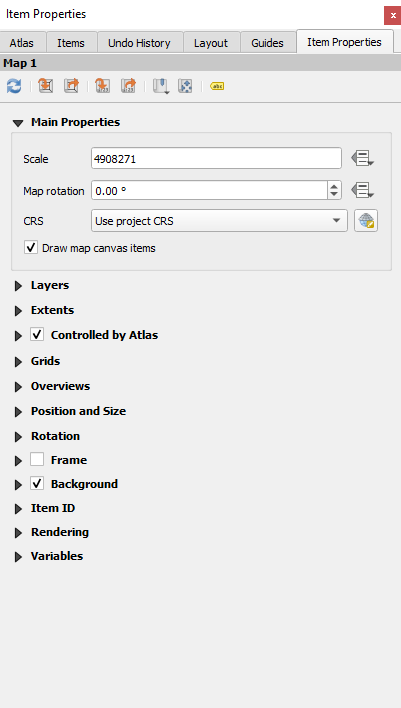 Item Properties
x
Atlas Items Undo History Layout Guides Item Properties
Map 1
abc
Main Properties
Scale 4908271
Map rotation 0.00 °
CRS Use project CRS
Draw map canvas items
Layers
Extents
Controlled by Atlas
Grids
Overviews
Position and Size
Rotation
Frame
Background
Item ID
Rendering
Variables